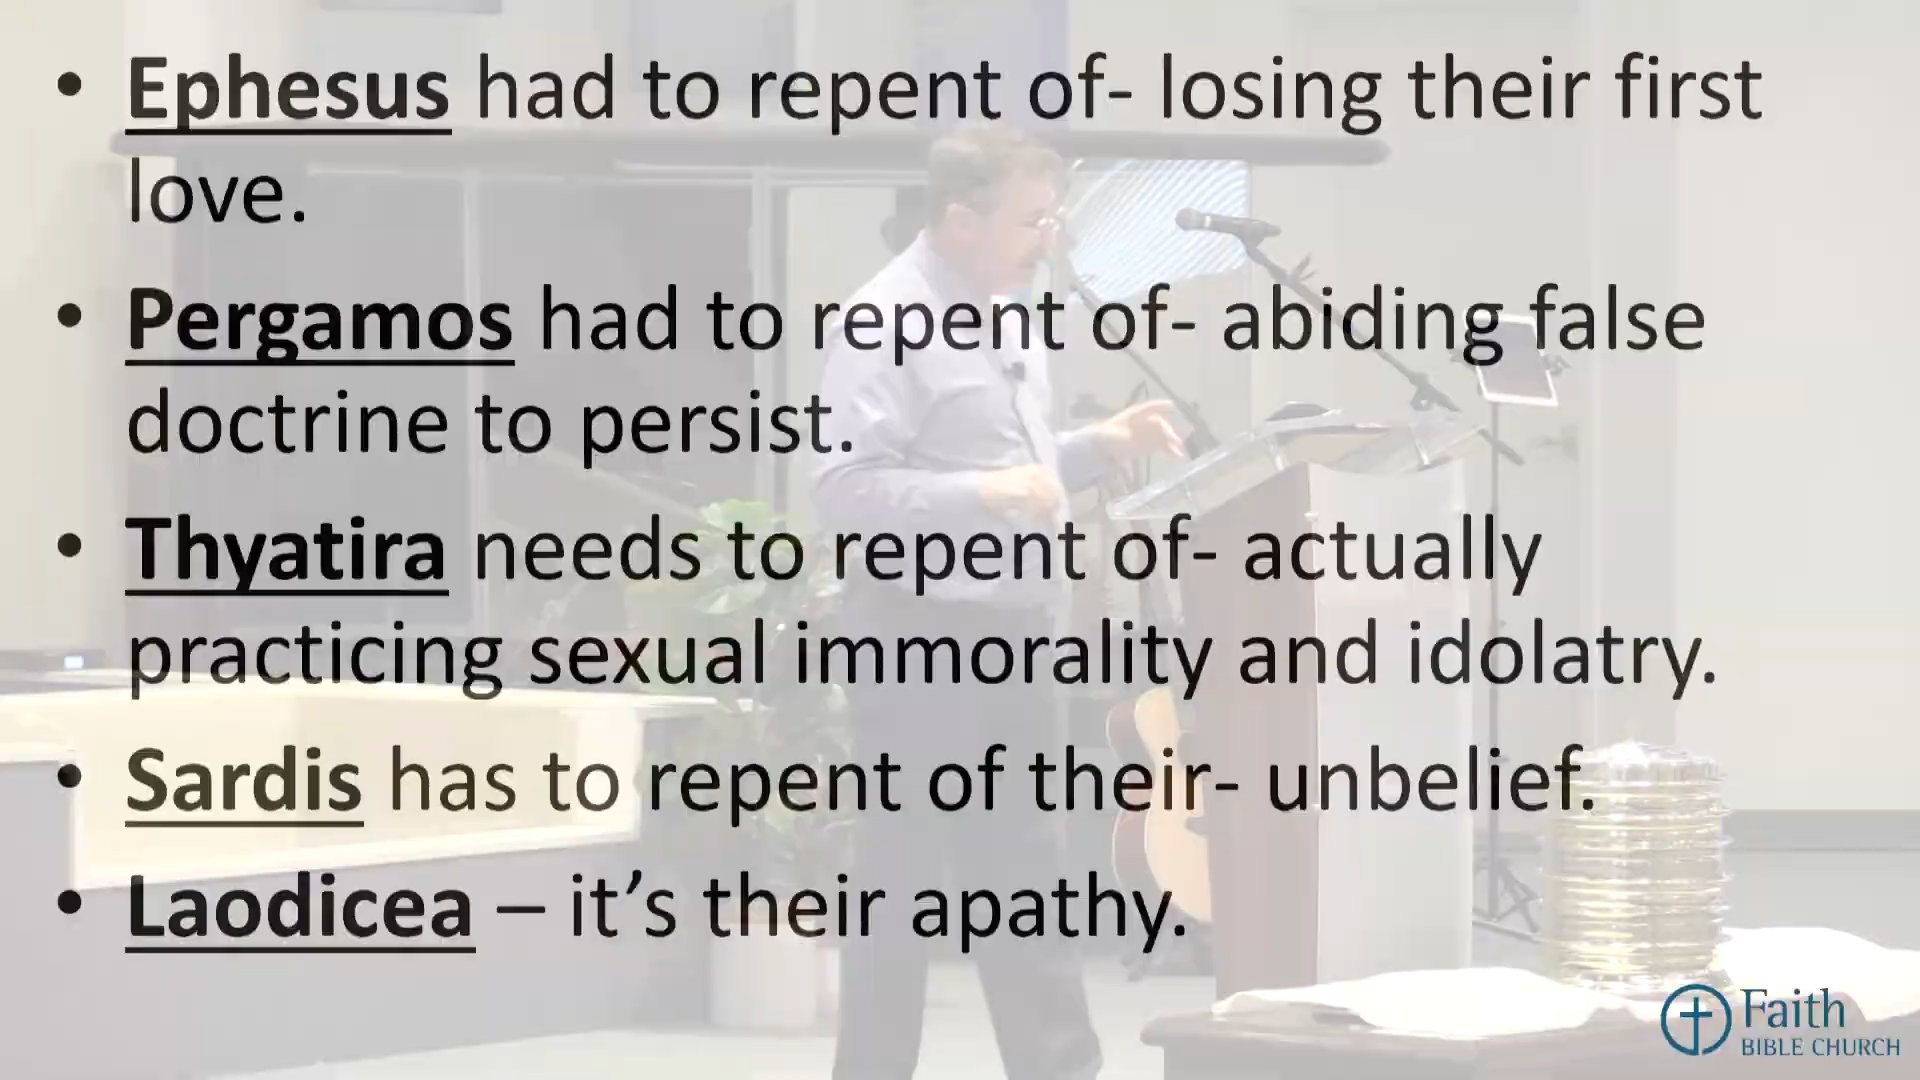 • Ephesus had to repent of- losing their first
love.
• Pergamos had to repent of- abiding false
doctrine to persist.
• Thyatira needs to repent of- actually
practicing sexual immorality and idolatry.
• Sardis has to repent of their- unbelief.
• Laodicea – it’s their apathy.
Faith
BIBLE CHURCH